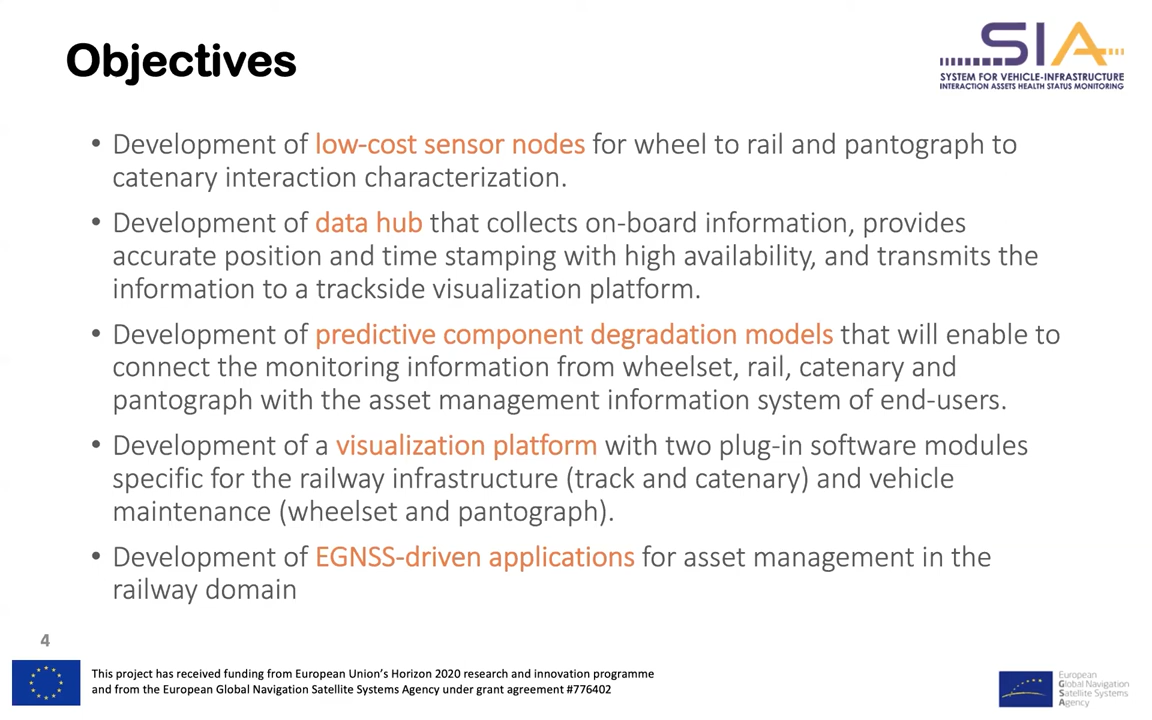 Objectives
SIA
SYSTEM FOR VEHICLE-INFRASTRUCTURE
INTERACTION ASSETS HEALTH STATUS MONITORING
• Development of low-cost sensor nodes for wheel to rail and pantograph to
catenary interaction characterization.
• Development of data hub that collects on-board information, provides
accurate position and time stamping with high availability, and transmits the
information to a trackside visualization platform.
• Development of predictive component degradation models that will enable to
connect the monitoring information from wheelset, rail, catenary and
pantograph with the asset management information system of end-users.
• Development of a visualization platform with two plug-in software modules
specific for the railway infrastructure (track and catenary) and vehicle
maintenance (wheelset and pantograph).
• Development of EGNSS-driven applications for asset management in the
railway domain
4
This project has received funding from European Union's Horizon 2020 research and innovation programme
and from the European Global Navigation Satellite Systems Agency under grant agreement #776402
European
Global Navigation
Satellite Systems
Agency